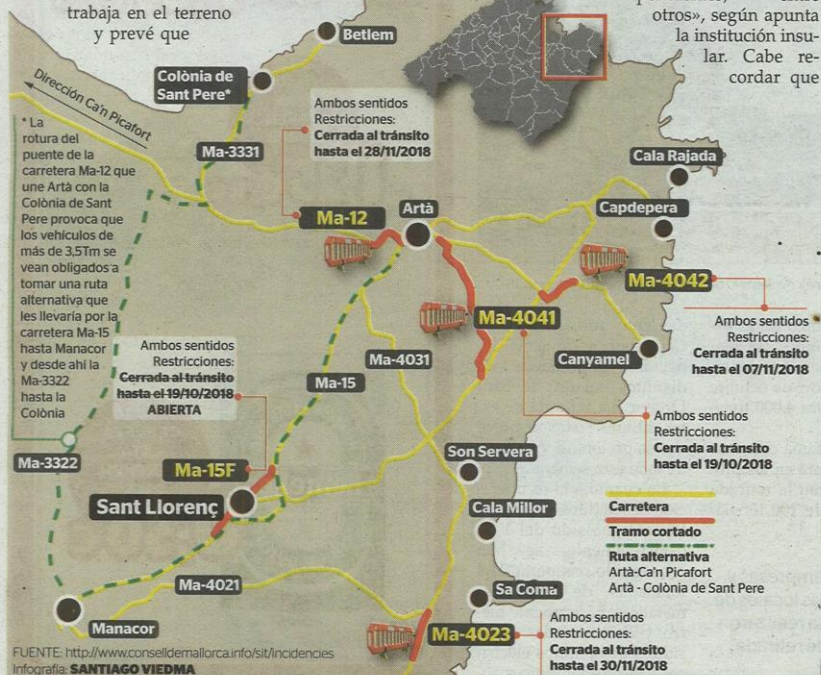 trabaja en el terreno
y prevé que
otros», según apunta
la institución insu-
lar. Cabe re-
cordar que
Betlem
Colònia de
Sant Pere*
Dirección Ca'n Picafort
* La
rotura del
puente de la
carretera Ma-12 que
une Artà con la
Colònia de Sant
Pere provoca que
los vehículos de
más de 3,5Tm se
vean obligados a
tomar una ruta
alternativa que
les llevaría por la
carretera Ma-15
hasta Manacor
y desde ahí la
Ma-3322
hasta la
Colònia
Ma-3331
Ambos sentidos
Restricciones:
Cerrada al tránsito
hasta el 28/11/2018
Ma-12
Artà
Cala Rajada
Capdepera
Ma-4042
Ambos sentidos
Restricciones:
Cerrada al tránsito
hasta el 07/11/2018
Ma-4041
Canyamel
Ambos sentidos
Restricciones:
Cerrada al tránsito
hasta el 19/10/2018
Ma-4031
Ma-15
Ambos sentidos
Restricciones:
Cerrada al tránsito
hasta el 19/10/2018
ABIERTA
Ma-3322
Ma-15F
Sant Llorenç
Son Servera
Cala Millor
Sa Coma
Ma-4021
Manacor
Ma-4023
Ambos sentidos
Restricciones:
Cerrada al tránsito
hasta el 30/11/2018
Carretera
Tramo cortado
Ruta alternativa
Artà-Ca'n Picafort
Artà - Colònia de Sant Pere
FUENTE: http://www.conselldemallorca.info/sit/incidencies
Infografía: SANTIAGO VIEDMA